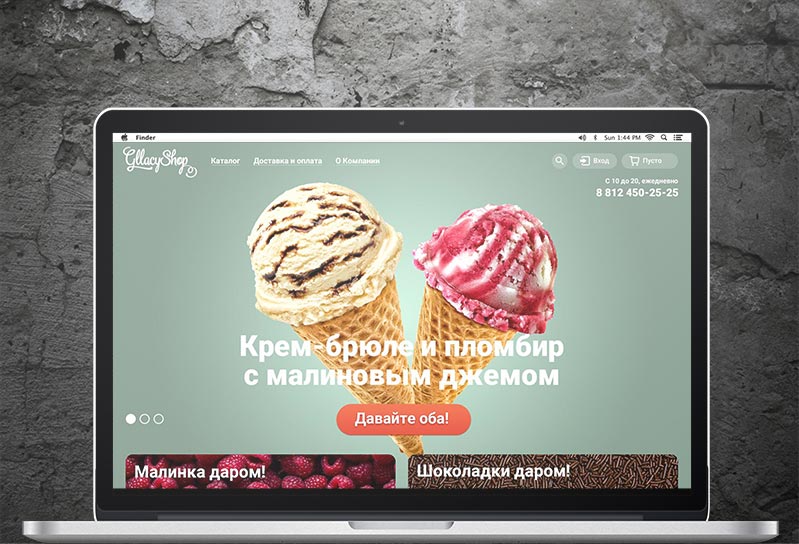 Finder
Sun 1:44 PM
GllacyShop
Каталог
Доставка и оплата
О Компании
Вход
Пусто
С 10 до 20, ежедневно
8 812 450-25-25
Крем-брюле и пломбир
с малиновым джемом
Давайте оба!
Малинка даром!
Шоколадки даром!